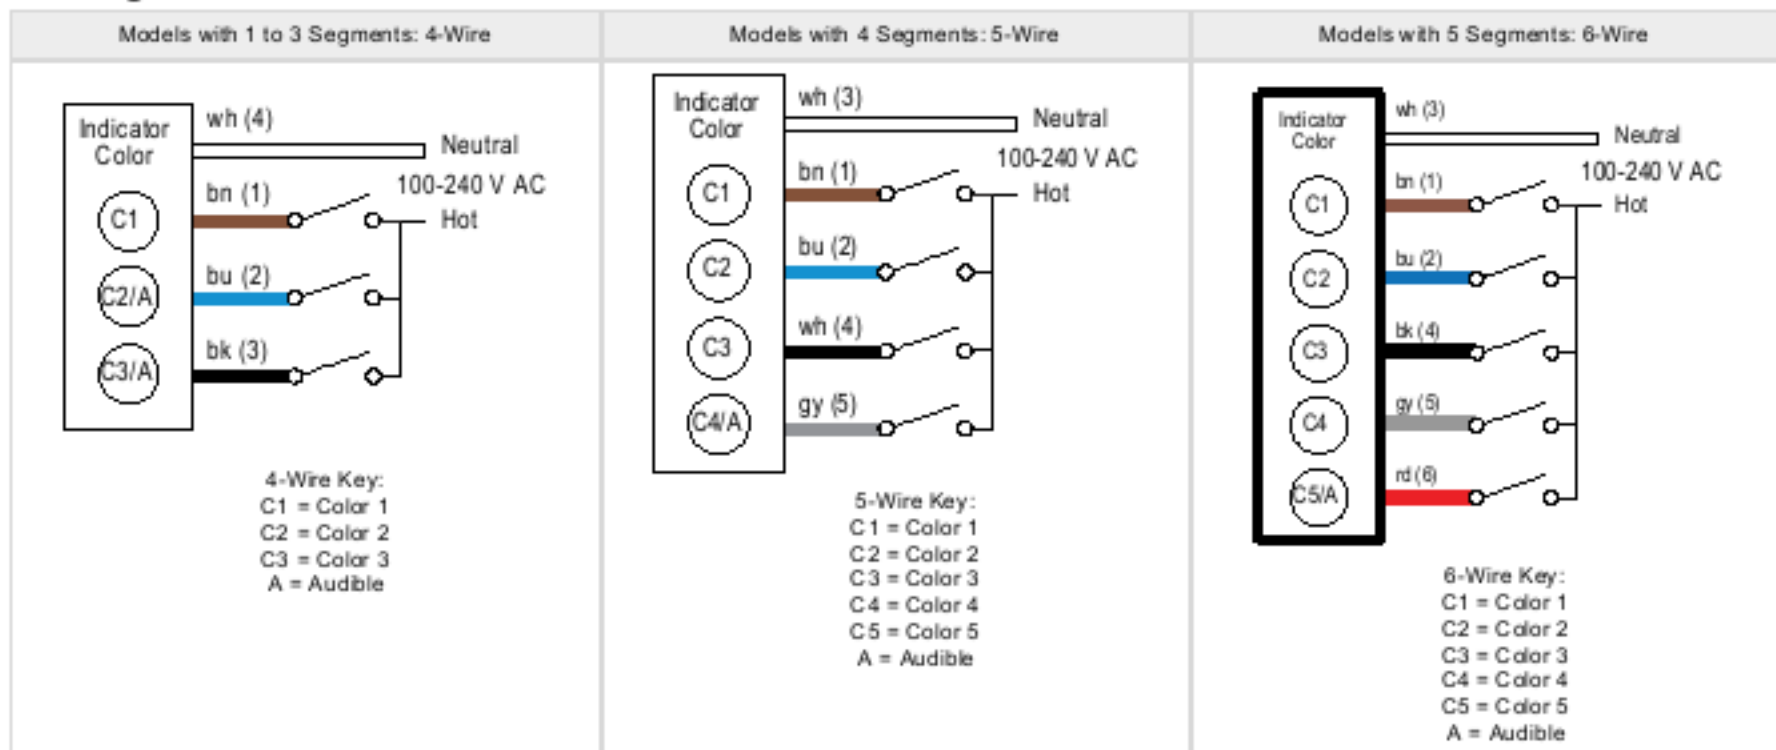 Models with 1 to 3 Segments: 4-Wire
Indicator
Color
wh (4)
Neutral
100-240 V AC
bn (1)
Hot
C1
bu (2)
C2/A
bk (3)
C3/A
4-Wire Key:
C1 = Color 1
C2 = Color 2
C3 = Color 3
A = Audible
Models with 4 Segments: 5-Wire
Indicator
Color
wh (3)
Neutral
100-240 V AC
bn (1)
Hot
C1
bu (2)
C2
wh (4)
C3
gy (5)
C4/A
5-Wire Key:
C1 = Color 1
C2 = Color 2
C3 = Color 3
C4 = Color 4
C5 = Color 5
A = Audible
Models with 5 Segments: 6-Wire
Indicator
Color
wh (3)
Neutral
100-240 V AC
bn (1)
Hot
C1
bu (2)
C2
bk (4)
C3
gy (5)
C4
rd (6)
C5/A
6-Wire Key:
C1 = Color 1
C2 = Color 2
C3 = Color 3
C4 = Color 4
C5 = Color 5
A = Audible